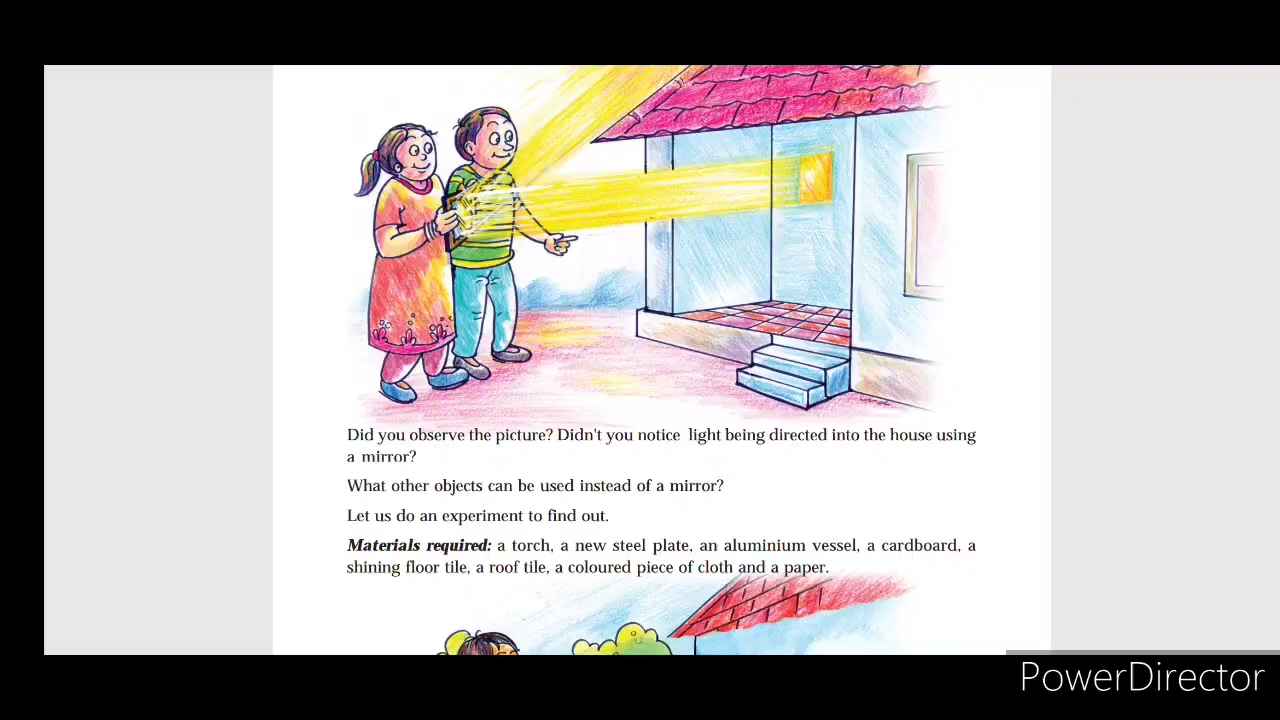 Did you observe the picture? Didn't you notice light being directed into the house using
a mirror?
What other objects can be used instead of a mirror?
Let us do an experiment to find out.
Materials required: a torch, a new steel plate, an aluminium vessel, a cardboard, a
shining floor tile, a roof tile, a coloured piece of cloth and a paper.
PowerDirector